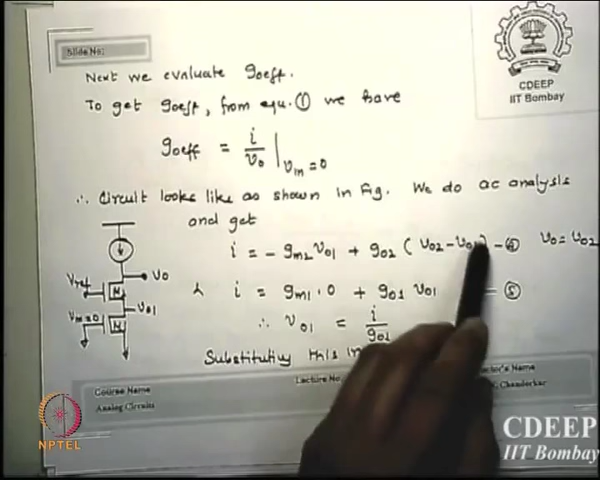 Slide No:
CDEEP
IIT Bombay
Next we evaluate goeff.
To get goeff, from equ. ① we have
goeff = i / vo | Vin=0
∴ Circuit looks like as shown in Fig. We do ac analysis
and get
i = - gm2 vo1 + go2 ( vo2 - vo1) - ④ vo = vo2
& i = gm1 . 0 + go1 vo1 - ⑤
∴ vo1 = i / go1
Substituting this in
Vref
Vo
M2
Vo1
Vin=0
M1
Course Name
Analog Circuits
Lecture No
Name
Chandorkar
NPTEL
CDEEP
IIT Bombay